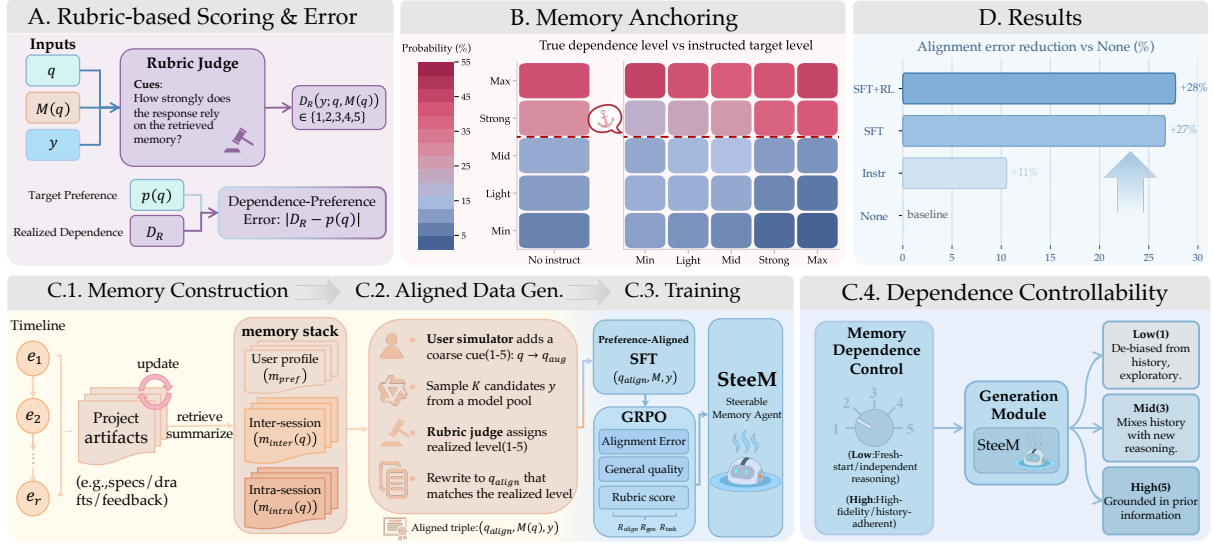 A. Rubric-based Scoring & Error
Inputs
q
M(q)
y
Rubric Judge
Cues:
How strongly does
the response rely
on the retrieved
memory?
D_R(y; q, M(q))
∈ {1,2,3,4,5}
Target Preference
p(q)
Realized Dependence
D_R
Dependence-Preference
Error: |D_R − p(q)|
B. Memory Anchoring
Probability (%)
True dependence level vs instructed target level
55
45
35
25
15
5
Max
Strong
Mid
Light
Min
No instruct
Min
Light
Mid
Strong
Max
D. Results
Alignment error reduction vs None (%)
SFT+RL
+28%
SFT
+27%
Instr
+11%
None
baseline
0
5
10
15
20
25
30
C.1. Memory Construction
Timeline
e_1
e_2
e_r
...
update
Project
artifacts
(e.g.,specs/dra
fts/feedback)
retrieve
summarize
memory stack
User profile
(m_pref)
Inter-session
(m_inter(q))
Intra-session
(m_intra(q))
C.2. Aligned Data Gen.
User simulator adds a
coarse cue(1-5): q → q_aug
Sample K candidates y
from a model pool
Rubric judge assigns
realized level(1-5)
Rewrite to q_align that
matches the realized level
Aligned triple:(q_align, M(q), y)
C.3. Training
Preference-Aligned
SFT
(q_align, M, y)
GRPO
Alignment Error
General quality
Rubric score
R_align R_gen R_task
SteeM
Steerable
Memory Agent
C.4. Dependence Controllability
Memory
Dependence
Control
1
2
3
4
5
(Low:Fresh-
start/independent
reasoning)
(High:High-
fidelity/history-
adherent)
Generation
Module
SteeM
Low(1)
De-biased from
history,
exploratory.
Mid(3)
Mixes history
with new
reasoning.
High(5)
Grounded in prior
information